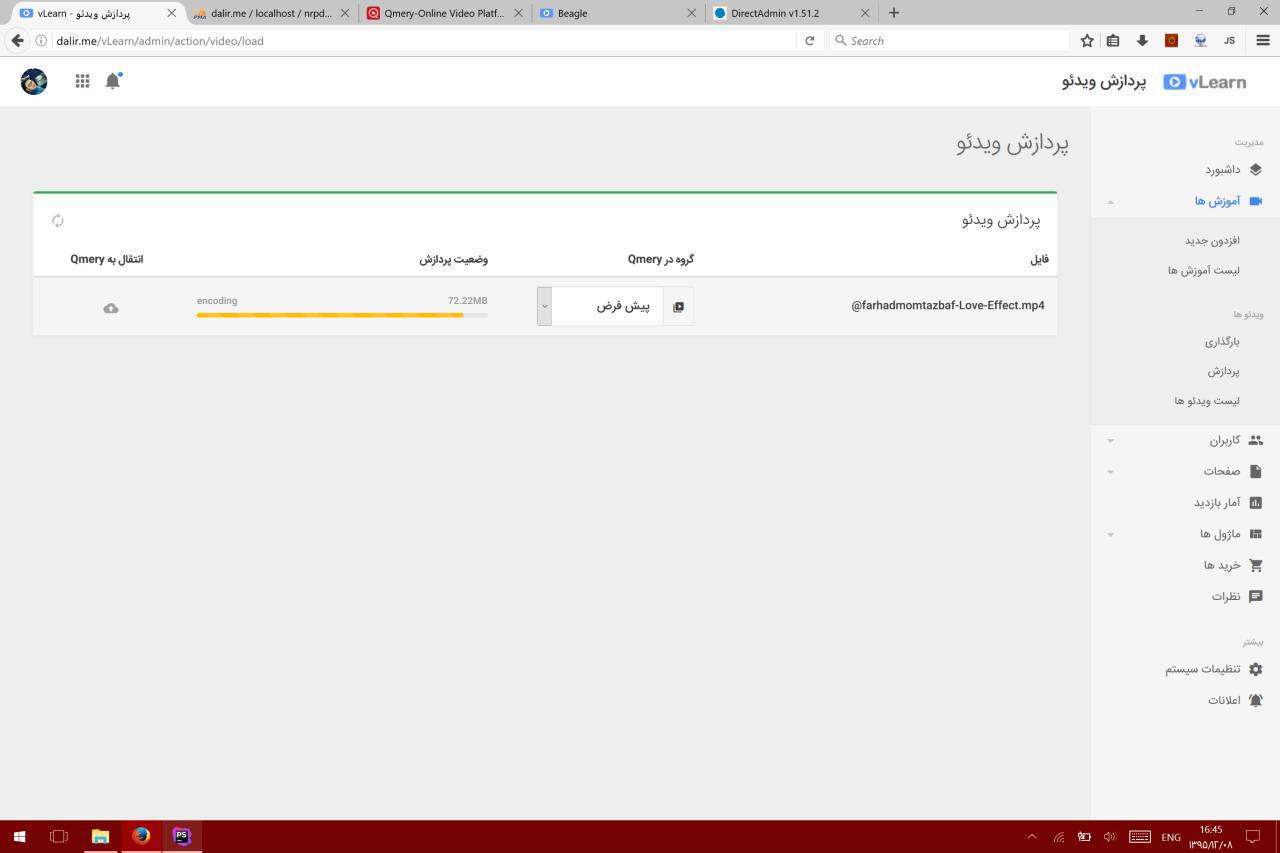 vLearn - پردازش ویدئو
dalir.me / localhost / nrpd...
Qmery-Online Video Platf...
Beagle
DirectAdmin v1.51.2
dalir.me/vLearn/admin/action/video/load
Search
JS
vLearn
پردازش ویدئو
پردازش ویدئو
مدیریت
داشبورد
آموزش ها
افزدون جدید
لیست آموزش ها
ویدئو ها
بارگذاری
پردازش
لیست ویدئو ها
کاربران
صفحات
آمار بازدید
ماژول ها
خرید ها
نظرات
بیشتر
تنظیمات سیستم
اعلانات
پردازش ویدئو
فایل
گروه در Qmery
وضعیت پردازش
انتقال به Qmery
@farhadmomtazbaf-Love-Effect.mp4
پیش فرض
72.22MB
encoding
PS
ENG
16:45
۱۳۹۵/۱۲/۰۸